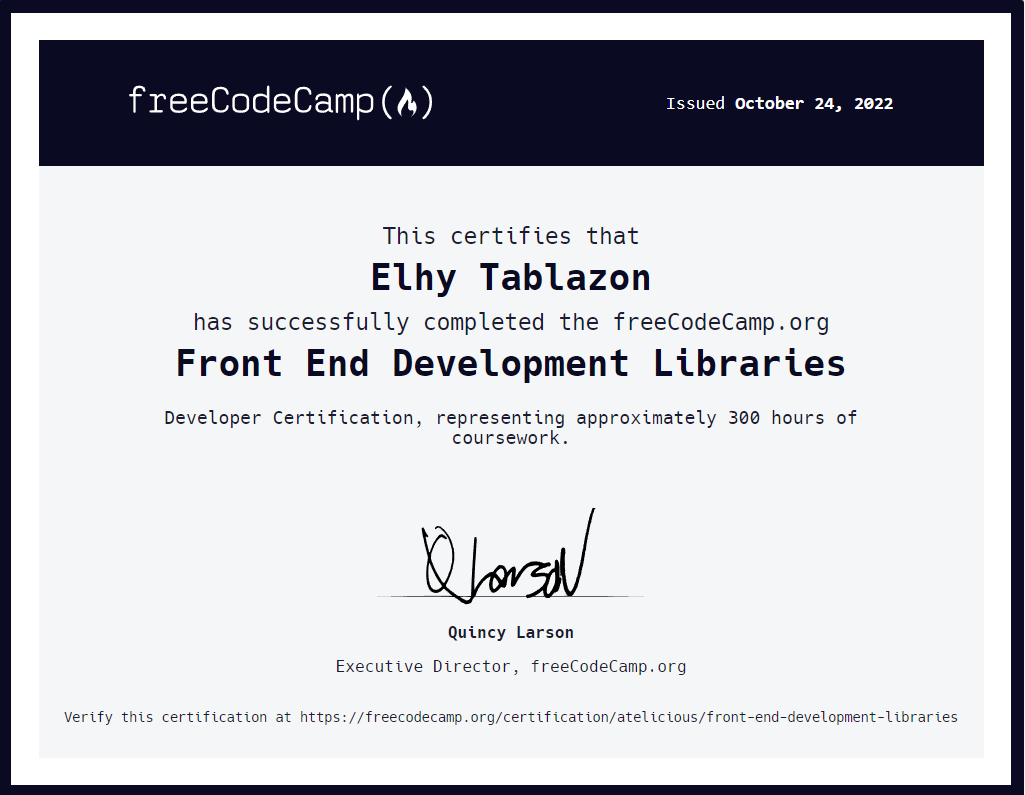 freeCodeCamp
Issued October 24, 2022
This certifies that
Elhy Tablazon
has successfully completed the freeCodeCamp.org
Front End Development Libraries
Developer Certification, representing approximately 300 hours of
coursework.
Q Larson
Quincy Larson
Executive Director, freeCodeCamp.org
Verify this certification at https://freecodecamp.org/certification/atelicious/front-end-development-libraries